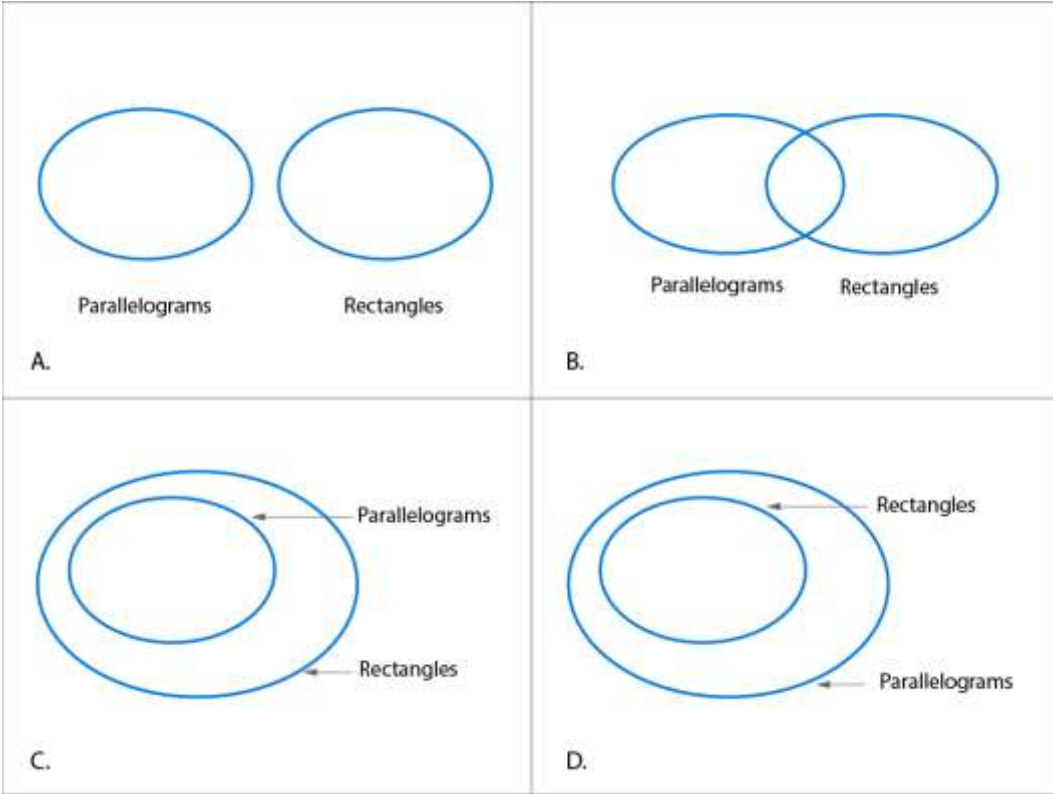 Parallelograms
Rectangles
A.
Parallelograms
Rectangles
B.
Parallelograms
Rectangles
C.
Rectangles
Parallelograms
D.